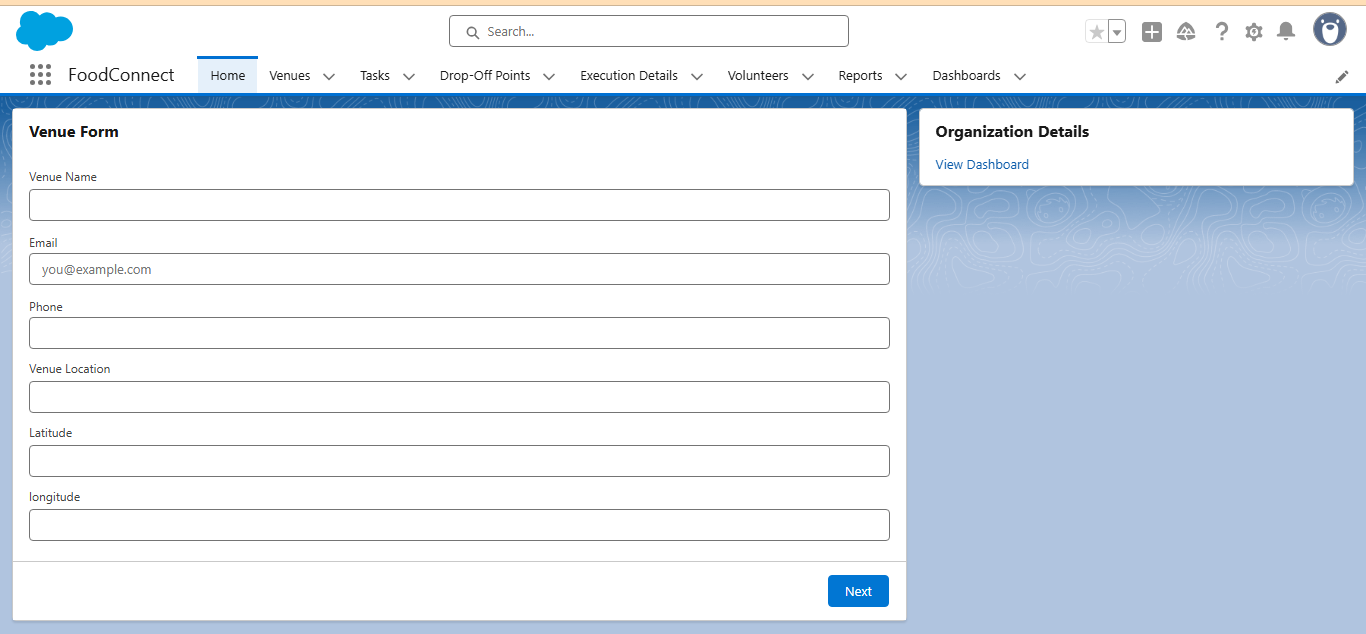 Search...
FoodConnect Home Venues Tasks Drop-Off Points Execution Details Volunteers Reports Dashboards
Venue Form
Venue Name
Email
you@example.com
Phone
Venue Location
Latitude
longitude
Next
Organization Details
View Dashboard